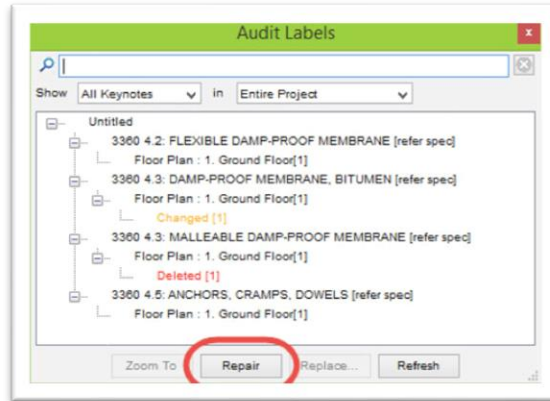 Audit Labels
x
Show All Keynotes in Entire Project
Untitled
3360 4.2: FLEXIBLE DAMP-PROOF MEMBRANE [refer spec]
Floor Plan : 1. Ground Floor[1]
3360 4.3: DAMP-PROOF MEMBRANE, BITUMEN [refer spec]
Floor Plan : 1. Ground Floor[1]
Changed [1]
3360 4.3: MALLEABLE DAMP-PROOF MEMBRANE [refer spec]
Floor Plan : 1. Ground Floor[1]
Deleted [1]
3360 4.5: ANCHORS, CRAMPS, DOWELS [refer spec]
Floor Plan : 1. Ground Floor[1]
Zoom To Repair Replace... Refresh